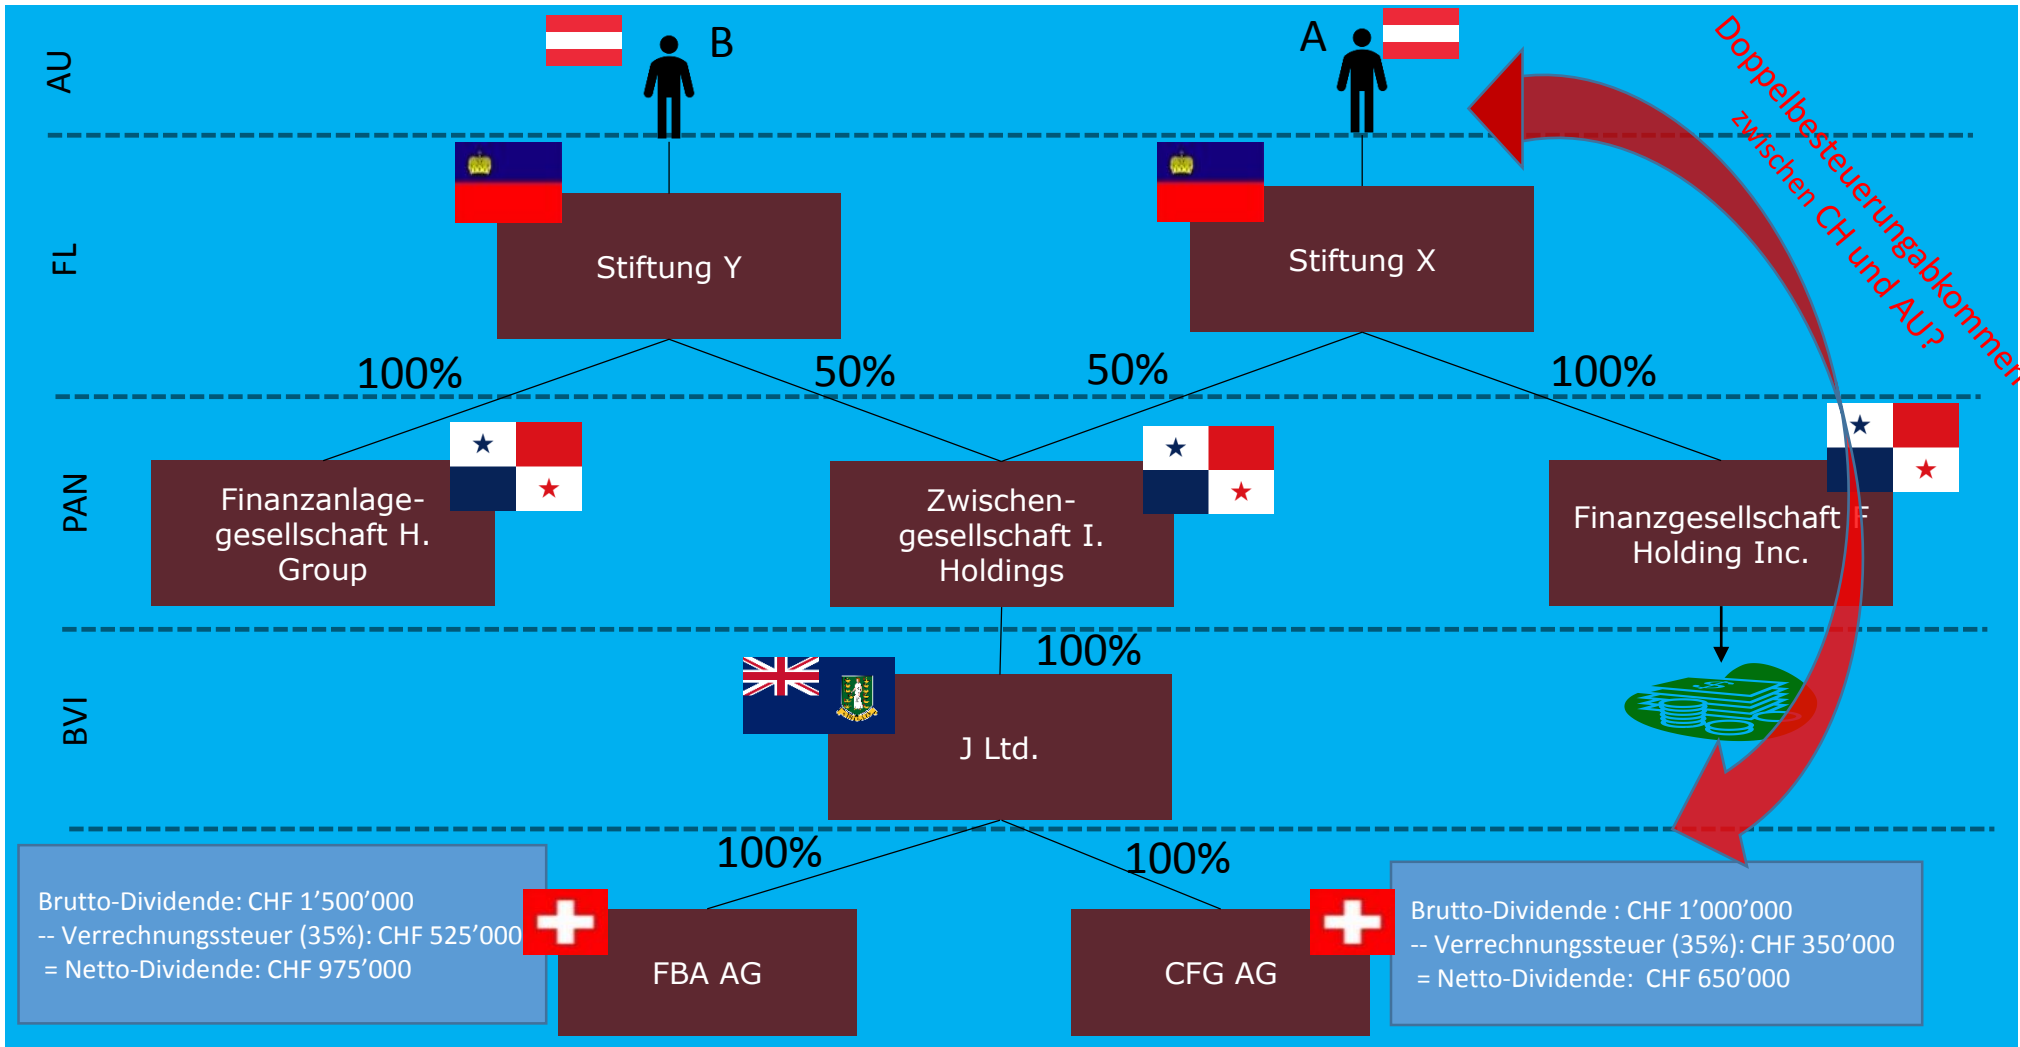 AU
B
A
Doppelbesteuerungabkommen
zwischen CH und AU?
FL
Stiftung Y
Stiftung X
100%
50%
50%
100%
PAN
Finanzanlage-
gesellschaft H.
Group
Zwischen-
gesellschaft I.
Holdings
Finanzgesellschaft F
Holding Inc.
BVI
100%
J Ltd.
100%
100%
Brutto-Dividende: CHF 1’500’000
-- Verrechnungssteuer (35%): CHF 525’000
= Netto-Dividende: CHF 975’000
FBA AG
CFG AG
Brutto-Dividende : CHF 1’000’000
-- Verrechnungssteuer (35%): CHF 350’000
= Netto-Dividende: CHF 650’000